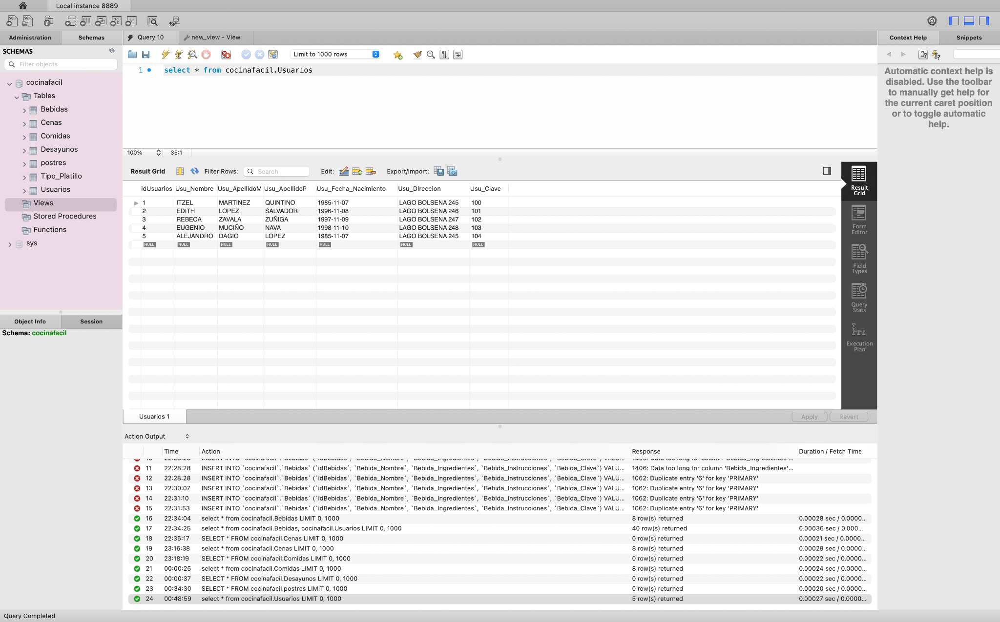 Local instance 8889
Administration
Schemas
Query 10
new_view - View
Context Help
Snippets
SCHEMAS
Filter objects
Limit to 1000 rows
cocinafacil
Tables
Bebidas
Cenas
Comidas
Desayunos
postres
Tipo_Platillo
Usuarios
Views
Stored Procedures
Functions
sys
Object Info
Session
Schema: cocinafacil
1
select * from cocinafacil.Usuarios
100%
35:1
Result Grid
Filter Rows:
Search
Edit:
Export/Import:
idUsuarios Usu_Nombre Usu_ApellidoM Usu_ApellidoP Usu_Fecha_Nacimiento Usu_Direccion Usu_Clave
1 ITZEL MARTINEZ QUINTINO 1985-11-07 LAGO BOLSENA 245 100
2 EDITH LOPEZ SALVADOR 1996-11-08 LAGO BOLSENA 246 101
3 REBECA ZAVALA ZUÑIGA 1997-11-09 LAGO BOLSENA 247 102
4 EUGENIO MUCIÑO NAVA 1998-11-10 LAGO BOLSENA 248 103
5 ALEJANDRO DAGIO LOPEZ 1985-11-07 LAGO BOLSENA 245 104
NULL NULL NULL NULL NULL NULL NULL
Result
Grid
Form
Editor
Field
Types
Query
Stats
Execution
Plan
Automatic context help is
disabled. Use the toolbar
to manually get help for
the current caret position
or to toggle automatic
help.
Usuarios 1
Apply
Revert
Action Output
Time Action Response Duration / Fetch Time
11 22:28:28 INSERT INTO `cocinafacil`.`Bebidas` (`idBebidas`, `Bebida_Nombre`, `Bebida_Ingredientes`, `Bebida_Instrucciones`, `Bebida_Clave`) VALU... 1406: Data too long for column 'Bebida_Ingredientes'...
12 22:28:28 INSERT INTO `cocinafacil`.`Bebidas` (`idBebidas`, `Bebida_Nombre`, `Bebida_Ingredientes`, `Bebida_Instrucciones`, `Bebida_Clave`) VALU... 1062: Duplicate entry '6' for key 'PRIMARY'
13 22:30:07 INSERT INTO `cocinafacil`.`Bebidas` (`idBebidas`, `Bebida_Nombre`, `Bebida_Ingredientes`, `Bebida_Instrucciones`, `Bebida_Clave`) VALU... 1062: Duplicate entry '6' for key 'PRIMARY'
14 22:31:10 INSERT INTO `cocinafacil`.`Bebidas` (`idBebidas`, `Bebida_Nombre`, `Bebida_Ingredientes`, `Bebida_Instrucciones`, `Bebida_Clave`) VALU... 1062: Duplicate entry '6' for key 'PRIMARY'
15 22:31:53 INSERT INTO `cocinafacil`.`Bebidas` (`idBebidas`, `Bebida_Nombre`, `Bebida_Ingredientes`, `Bebida_Instrucciones`, `Bebida_Clave`) VALU... 1062: Duplicate entry '6' for key 'PRIMARY'
16 22:34:04 select * from cocinafacil.Bebidas LIMIT 0, 1000 8 row(s) returned 0.00028 sec / 0.0000...
17 22:34:25 select * from cocinafacil.Bebidas, cocinafacil.Usuarios LIMIT 0, 1000 40 row(s) returned 0.00036 sec / 0.000...
18 22:35:17 SELECT * FROM cocinafacil.Cenas LIMIT 0, 1000 0 row(s) returned 0.00021 sec / 0.0000...
19 23:16:38 select * from cocinafacil.Cenas LIMIT 0, 1000 8 row(s) returned 0.00029 sec / 0.0000...
20 23:18:19 SELECT * FROM cocinafacil.Comidas LIMIT 0, 1000 0 row(s) returned 0.00022 sec / 0.0000...
21 00:00:25 select * from cocinafacil.Comidas LIMIT 0, 1000 8 row(s) returned 0.00024 sec / 0.0000...
22 00:00:37 SELECT * FROM cocinafacil.Desayunos LIMIT 0, 1000 0 row(s) returned 0.00022 sec / 0.0000...
23 00:34:30 SELECT * FROM cocinafacil.postres LIMIT 0, 1000 0 row(s) returned 0.00020 sec / 0.0000...
24 00:48:59 select * from cocinafacil.Usuarios LIMIT 0, 1000 5 row(s) returned 0.00027 sec / 0.0000...
Query Completed